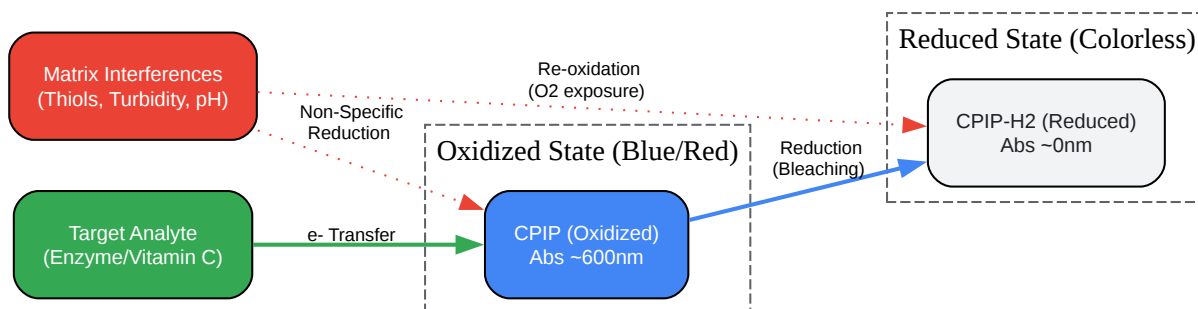 Matrix Interferences
(Thiols, Turbidity, pH)
Re-oxidation
(O2 exposure)
Non-Specific
Reduction
Reduced State (Colorless)
CPIP-H2 (Reduced)
Abs ~0nm
Oxidized State (Blue/Red)
Reduction
(Bleaching)
Target Analyte
(Enzyme/Vitamin C)
e- Transfer
CPIP (Oxidized)
Abs ~600nm